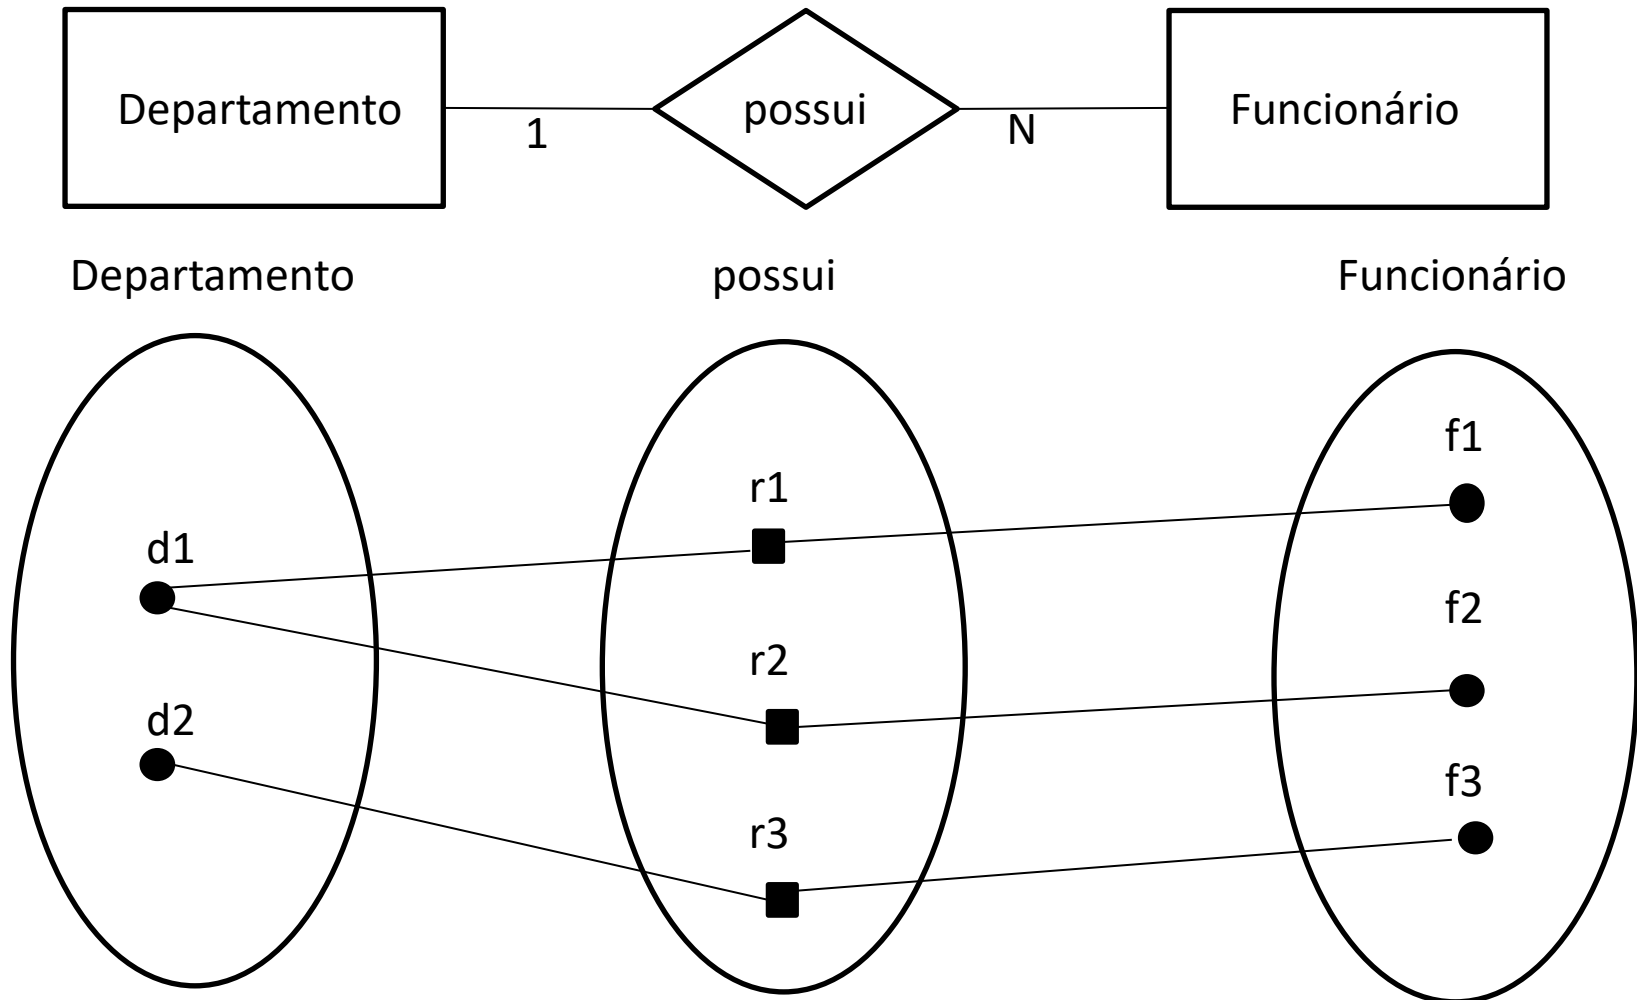 Departamento
1
possui
N
Funcionário
Departamento
possui
Funcionário
d1
d2
r1
r2
r3
f1
f2
f3